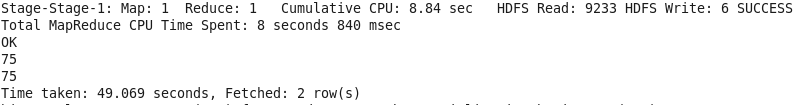 Stage-Stage-1: Map: 1  Reduce: 1   Cumulative CPU: 8.84 sec   HDFS Read: 9233 HDFS Write: 6 SUCCESS
Total MapReduce CPU Time Spent: 8 seconds 840 msec
OK
75
75
Time taken: 49.069 seconds, Fetched: 2 row(s)